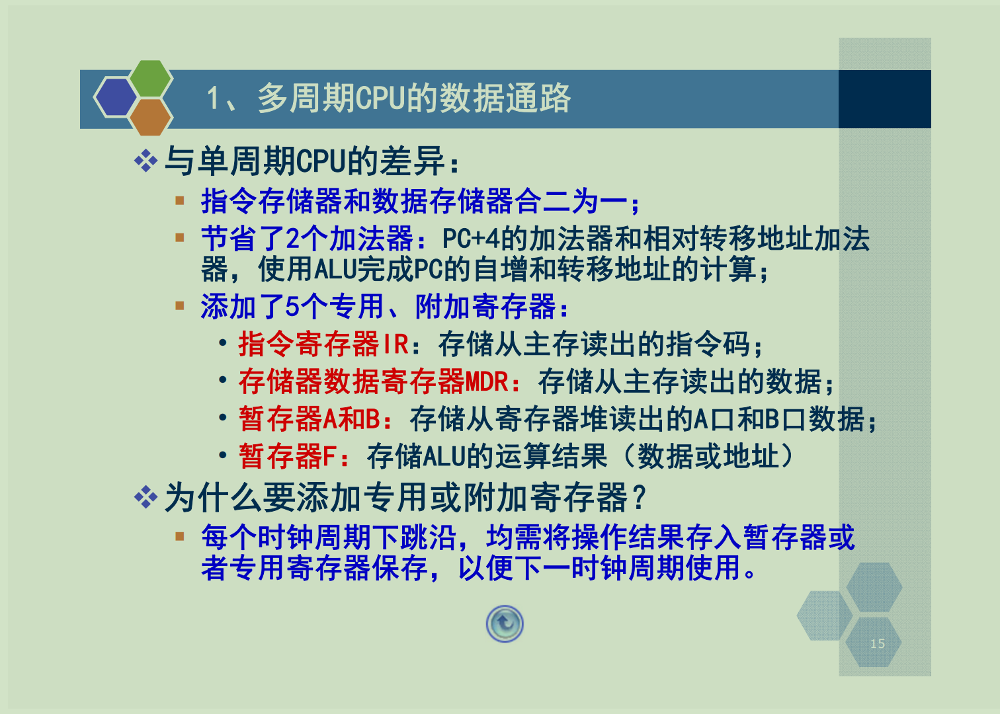 1、多周期CPU的数据通路
与单周期CPU的差异：
指令存储器和数据存储器合二为一；
节省了2个加法器：PC+4的加法器和相对转移地址加法
器，使用ALU完成PC的自增和转移地址的计算；
添加了5个专用、附加寄存器：
• 指令寄存器IR：存储从主存读出的指令码；
• 存储器数据寄存器MDR：存储从主存读出的数据；
• 暂存器A和B：存储从寄存器堆读出的A口和B口数据；
• 暂存器F：存储ALU的运算结果（数据或地址）
为什么要添加专用或附加寄存器？
每个时钟周期下跳沿，均需将操作结果存入暂存器或
者专用寄存器保存，以便下一时钟周期使用。
15